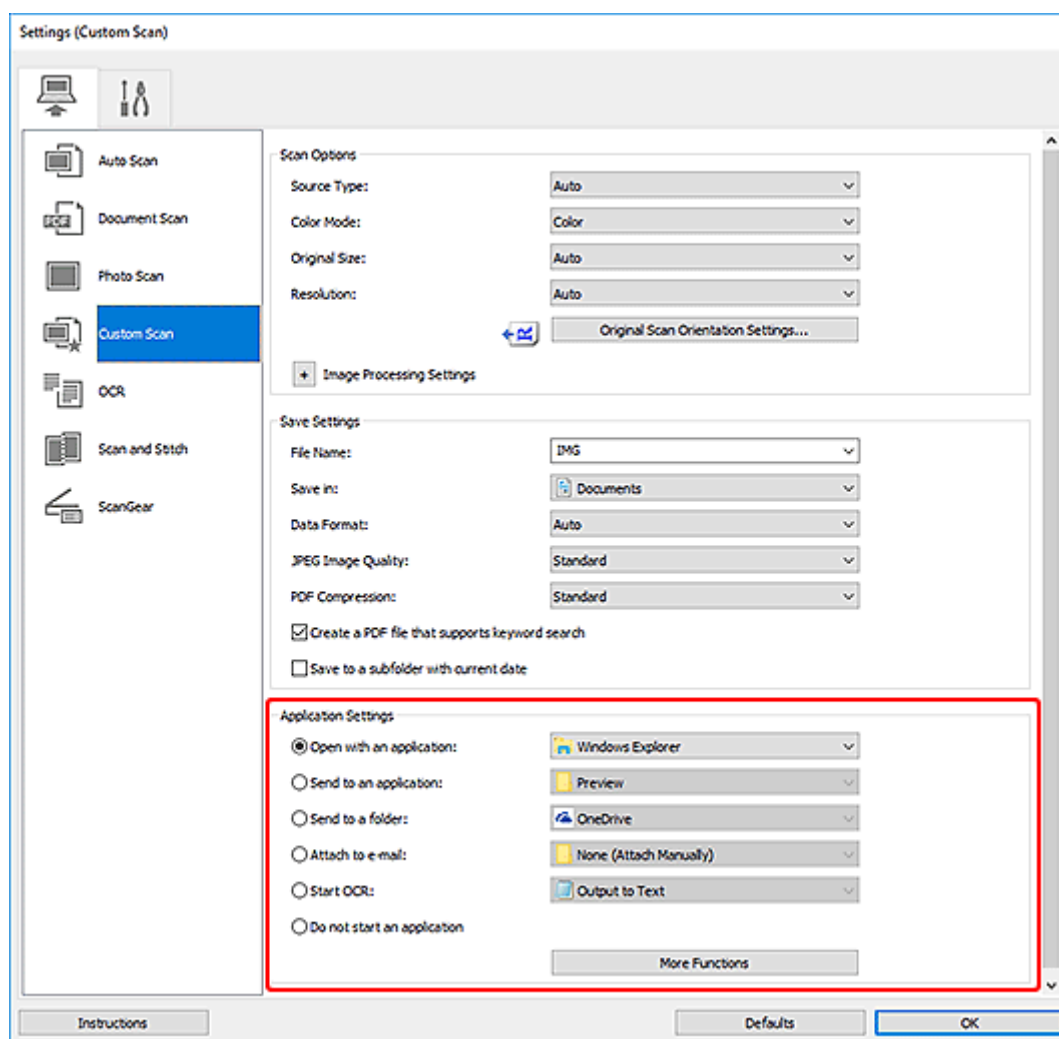 Settings (Custom Scan)
Auto Scan
Document Scan
Photo Scan
Custom Scan
OCR
Scan and Stitch
ScanGear
Scan Options
Source Type: Auto
Color Mode: Color
Original Size: Auto
Resolution: Auto
Original Scan Orientation Settings...
+ Image Processing Settings
Save Settings
File Name: IMG
Save in: Documents
Data Format: Auto
JPEG Image Quality: Standard
PDF Compression: Standard
Create a PDF file that supports keyword search
Save to a subfolder with current date
Application Settings
Open with an application: Windows Explorer
Send to an application: Preview
Send to a folder: OneDrive
Attach to e-mail: None (Attach Manually)
Start OCR: Output to Text
Do not start an application
More Functions
Instructions Defaults OK